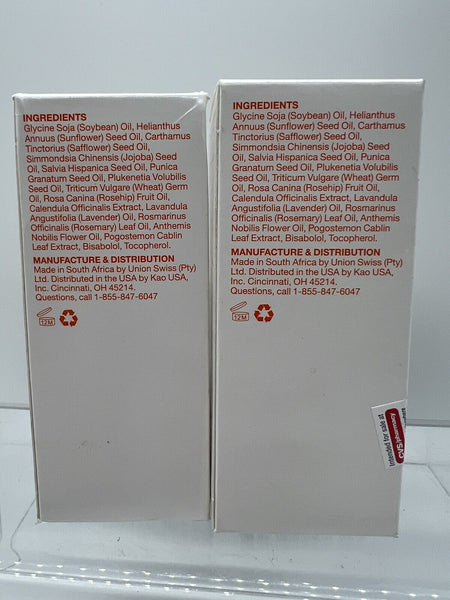 INGREDIENTS
Glycine Soja (Soybean) Oil, Helianthus
Annuus (Sunflower) Seed Oil, Carthamus
Tinctorius (Safflower) Seed Oil,
Simmondsia Chinensis (Jojoba) Seed
Oil, Salvia Hispanica Seed Oil, Punica
Granatum Seed Oil, Plukenetia Volubilis
Seed Oil, Triticum Vulgare (Wheat) Germ
Oil, Rosa Canina (Rosehip) Fruit Oil,
Calendula Officinalis Extract, Lavandula
Angustifolia (Lavender) Oil, Rosmarinus
Officinalis (Rosemary) Leaf Oil, Anthemis
Nobilis Flower Oil, Pogostemon Cablin
Leaf Extract, Bisabolol, Tocopherol.
MANUFACTURE & DISTRIBUTION
Made in South Africa by Union Swiss (Pty)
Ltd. Distributed in the USA by Kao USA,
Inc. Cincinnati, OH 45214.
Questions, call 1-855-847-6047
12M
INGREDIENTS
Glycine Soja (Soybean) Oil, Helianthus
Annuus (Sunflower) Seed Oil, Carthamus
Tinctorius (Safflower) Seed Oil,
Simmondsia Chinensis (Jojoba) Seed
Oil, Salvia Hispanica Seed Oil, Punica
Granatum Seed Oil, Plukenetia Volubilis
Seed Oil, Triticum Vulgare (Wheat) Germ
Oil, Rosa Canina (Rosehip) Fruit Oil,
Calendula Officinalis Extract, Lavandula
Angustifolia (Lavender) Oil, Rosmarinus
Officinalis (Rosemary) Leaf Oil, Anthemis
Nobilis Flower Oil, Pogostemon Cablin
Leaf Extract, Bisabolol, Tocopherol.
MANUFACTURE & DISTRIBUTION
Made in South Africa by Union Swiss (Pty)
Ltd. Distributed in the USA by Kao USA,
Inc. Cincinnati, OH 45214.
Questions, call 1-855-847-6047
12M
Intended for sale at
CVS pharmacy